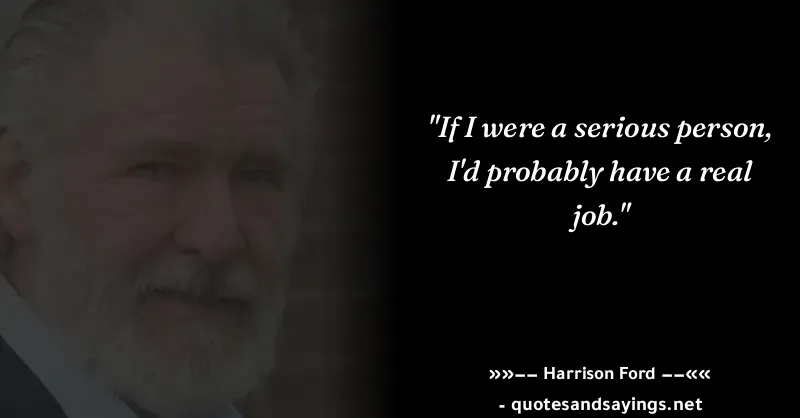 "If I were a serious person,
I'd probably have a real
job."
»»−− Harrison Ford −−««
- quotesandsayings.net